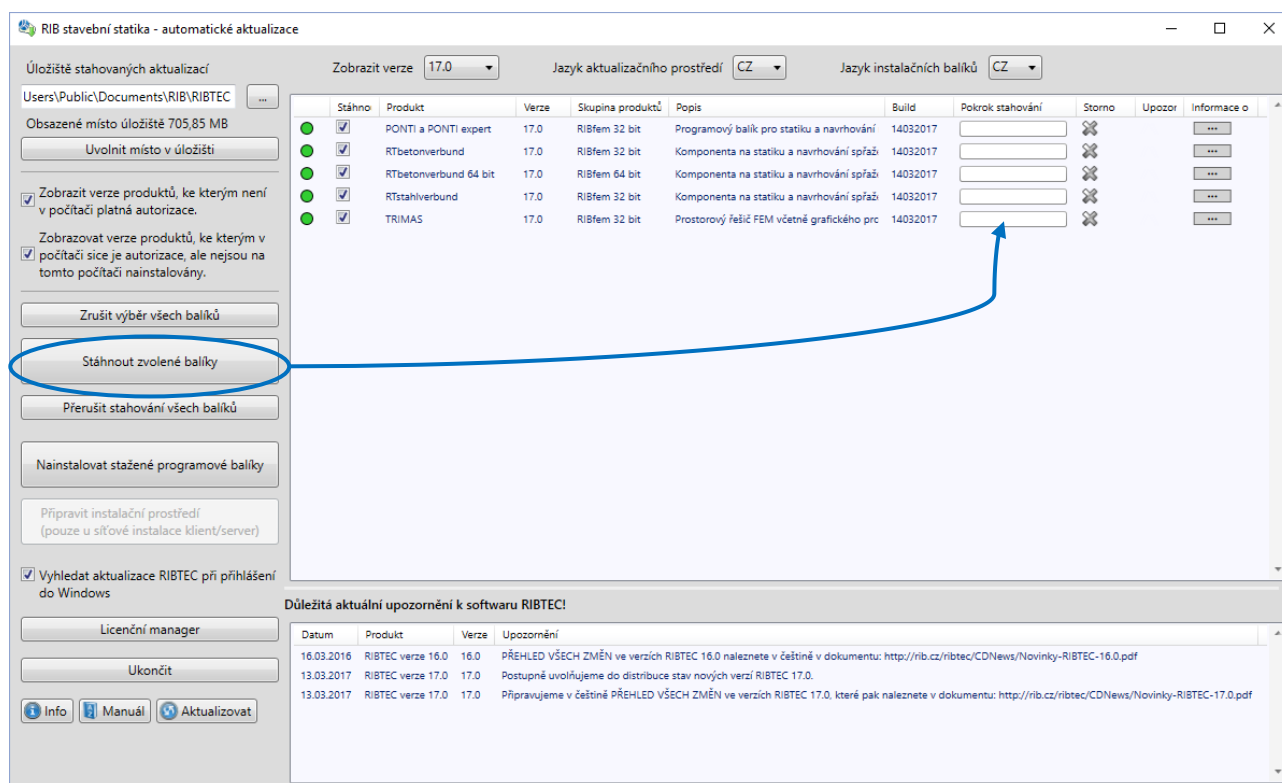 RIB stavební statika - automatické aktualizace
Úložiště stahovaných aktualizací
Zobrazit verze 17.0
Jazyk aktualizačního prostředí CZ
Jazyk instalačních balíků CZ
Users\Public\Documents\RIB\RIBTEC ...
Obsazené místo úložiště 705,85 MB
Uvolnit místo v úložišti
Zobrazit verze produktů, ke kterým není
v počítači platná autorizace.
Zobrazovat verze produktů, ke kterým v
počítači sice je autorizace, ale nejsou na
tomto počítači nainstalovány.
Zrušit výběr všech balíků
Stáhnout zvolené balíky
Přerušit stahování všech balíků
Nainstalovat stažené programové balíky
Připravit instalační prostředí
(pouze u síťové instalace klient/server)
Vyhledat aktualizace RIBTEC při přihlášení
do Windows
Licenční manager
Ukončit
Info Manuál Aktualizovat
Stáhno Produkt Verze Skupina produktů Popis Build Pokrok stahování Storno Upozor Informace o
PONTI a PONTI expert 17.0 RIBfem 32 bit Programový balík pro statiku a navrhování 14032017 ...
RTbetonverbund 17.0 RIBfem 32 bit Komponenta na statiku a navrhování spřaž 14032017 ...
RTbetonverbund 64 bit 17.0 RIBfem 64 bit Komponenta na statiku a navrhování spřaž 14032017 ...
RTstahlverbund 17.0 RIBfem 32 bit Komponenta na statiku a navrhování spřaž 14032017 ...
TRIMAS 17.0 RIBfem 32 bit Prostorový řešič FEM včetně grafického prc 14032017 ...
Důležitá aktuální upozornění k softwaru RIBTEC!
Datum Produkt Verze Upozornění
16.03.2016 RIBTEC verze 16.0 16.0 PŘEHLED VŠECH ZMĚN ve verzích RIBTEC 16.0 naleznete v češtině v dokumentu: http://rib.cz/ribtec/CDNews/Novinky-RIBTEC-16.0.pdf
13.03.2017 RIBTEC verze 17.0 17.0 Postupně uvolňujeme do distribuce stav nových verzí RIBTEC 17.0.
13.03.2017 RIBTEC verze 17.0 17.0 Připravujeme v češtině PŘEHLED VŠECH ZMĚN ve verzích RIBTEC 17.0, které pak naleznete v dokumentu: http://rib.cz/ribtec/CDNews/Novinky-RIBTEC-17.0.pdf